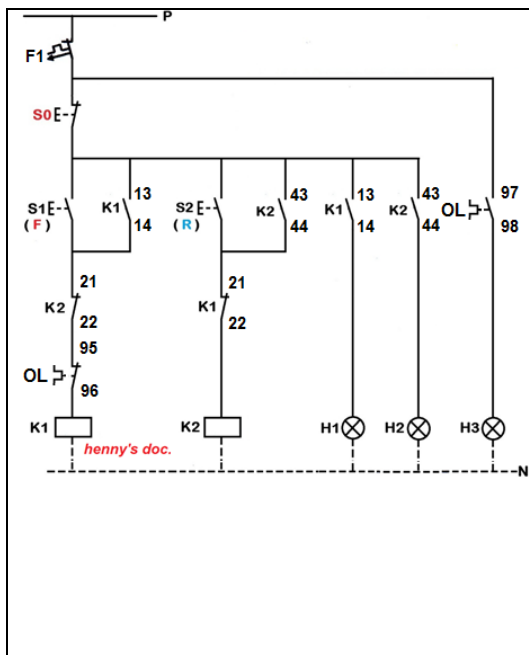 P
F1
S0
S1 K1 13 14 S2 K2 43 44 K1 13 14 K2 43 44 OL 97 98
(F) (R)
K2 21 22 K1 21 22
OL 95 96
K1 K2 H1 H2 H3
henny's doc.
N